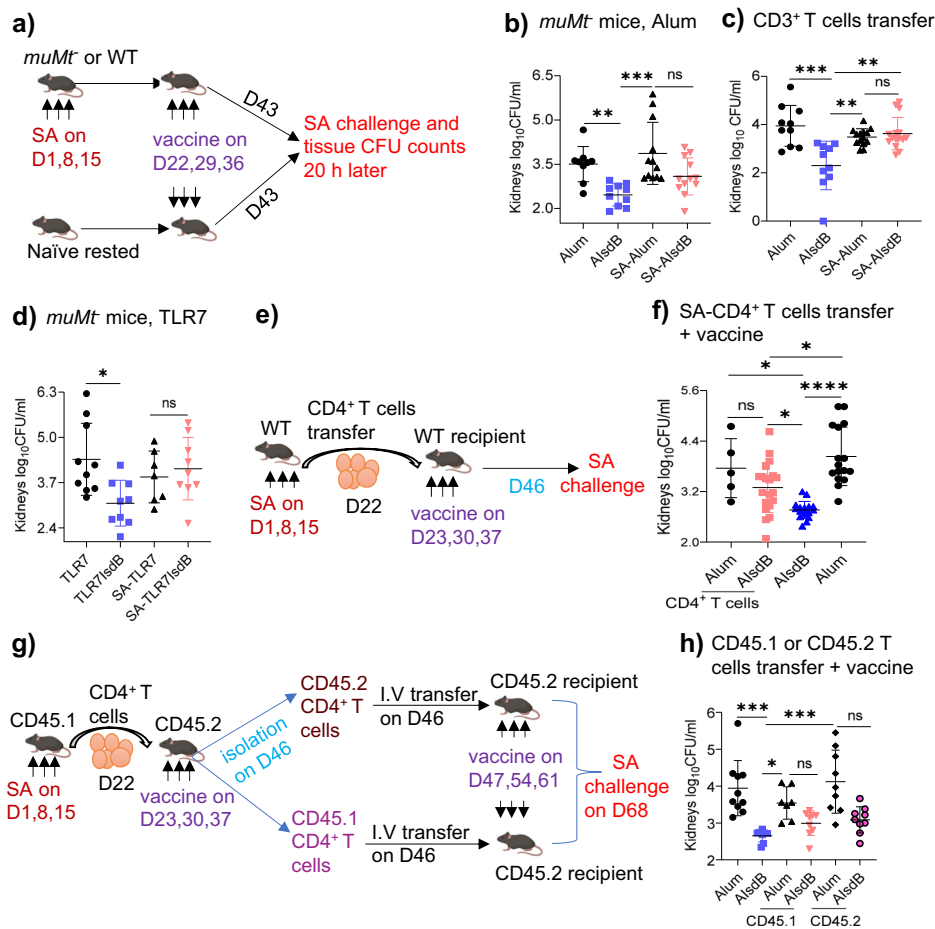 a)
muMt- or WT
SA on
D1,8,15
vaccine on
D22,29,36
D43
D43
SA challenge and
tissue CFU counts
20 h later
Naïve rested
b) muMt- mice, Alum
Kidneys log10CFU/ml
6.5
5.0
3.5
2.0
**
***
ns
Alum
AlsdB
SA-Alum
SA-AlsdB
c) CD3+ T cells transfer
Kidneys log10 CFU/ml
6
4
2
0
***
**
**
ns
Alum
AlsdB
SA-Alum
SA-AlsdB
d) muMt- mice, TLR7
Kidneys log10CFU/ml
6.3
5.0
3.7
2.4
*
ns
TLR7
TLR7IsdB
SA-TLR7
SA-TLR7IsdB
e)
WT
SA on
D1,8,15
CD4+ T cells
transfer
D22
WT recipient
vaccine on
D23,30,37
D46
SA
challenge
f) SA-CD4+ T cells transfer
+ vaccine
Kidneys log10CFU/ml
5.6
4.4
3.2
2.0
*
*
ns
*
****
Alum
AlsdB
AlsdB
Alum
CD4+ T cells
g)
CD45.1
SA on
D1,8,15
CD4+ T
cells
D22
CD45.2
vaccine on
D23,30,37
isolation
on D46
CD45.2
CD4+ T
cells
CD45.1
CD4+ T
cells
I.V transfer
on D46
I.V transfer
on D46
CD45.2 recipient
vaccine on
D47,54,61
CD45.2 recipient
SA
challenge
on D68
h) CD45.1 or CD45.2 T
cells transfer + vaccine
Kidneys log10CFU/ml
6
5
4
3
2
***
***
ns
*
ns
Alum
AlsdB
Alum
AlsdB
Alum
AlsdB
CD45.1
CD45.2